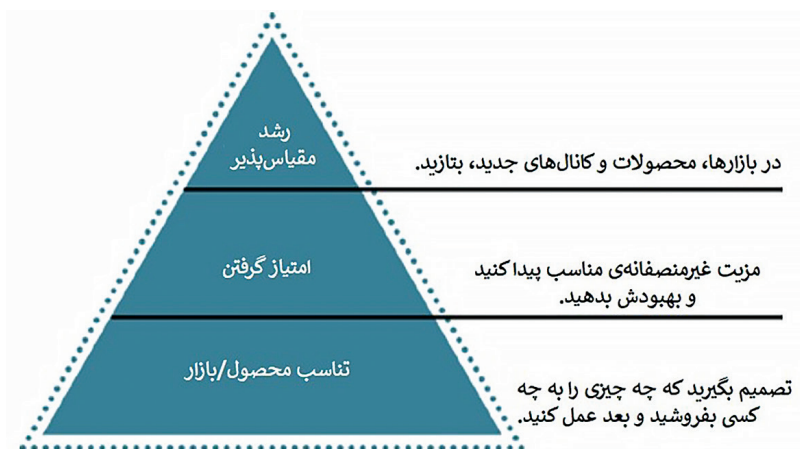 رشد
مقیاس‌پذیر
در بازارها، محصولات و کانال‌های جدید، بتازید.
امتیاز گرفتن
مزیت غیرمنصفانه‌ی مناسب پیدا کنید
و بهبودش بدهید.
تناسب محصول/بازار
تصمیم بگیرید که چه چیزی را به چه
کسی بفروشید و بعد عمل کنید.